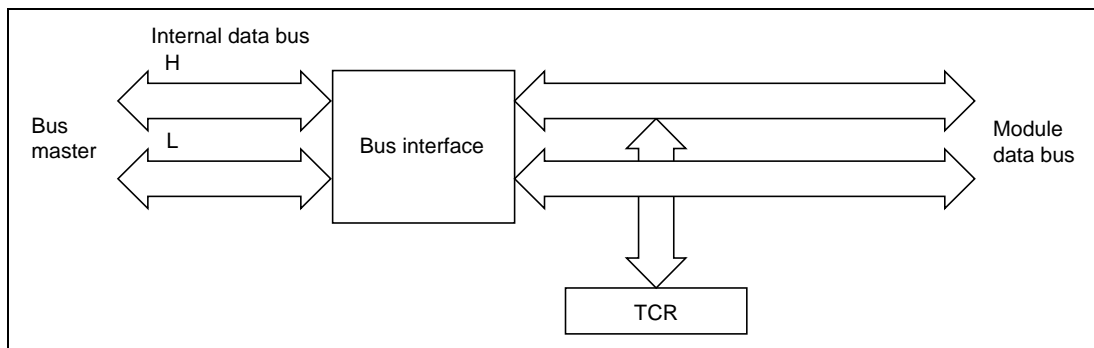 Internal data bus
H
Bus
master
L
Bus interface
Module
data bus
TCR